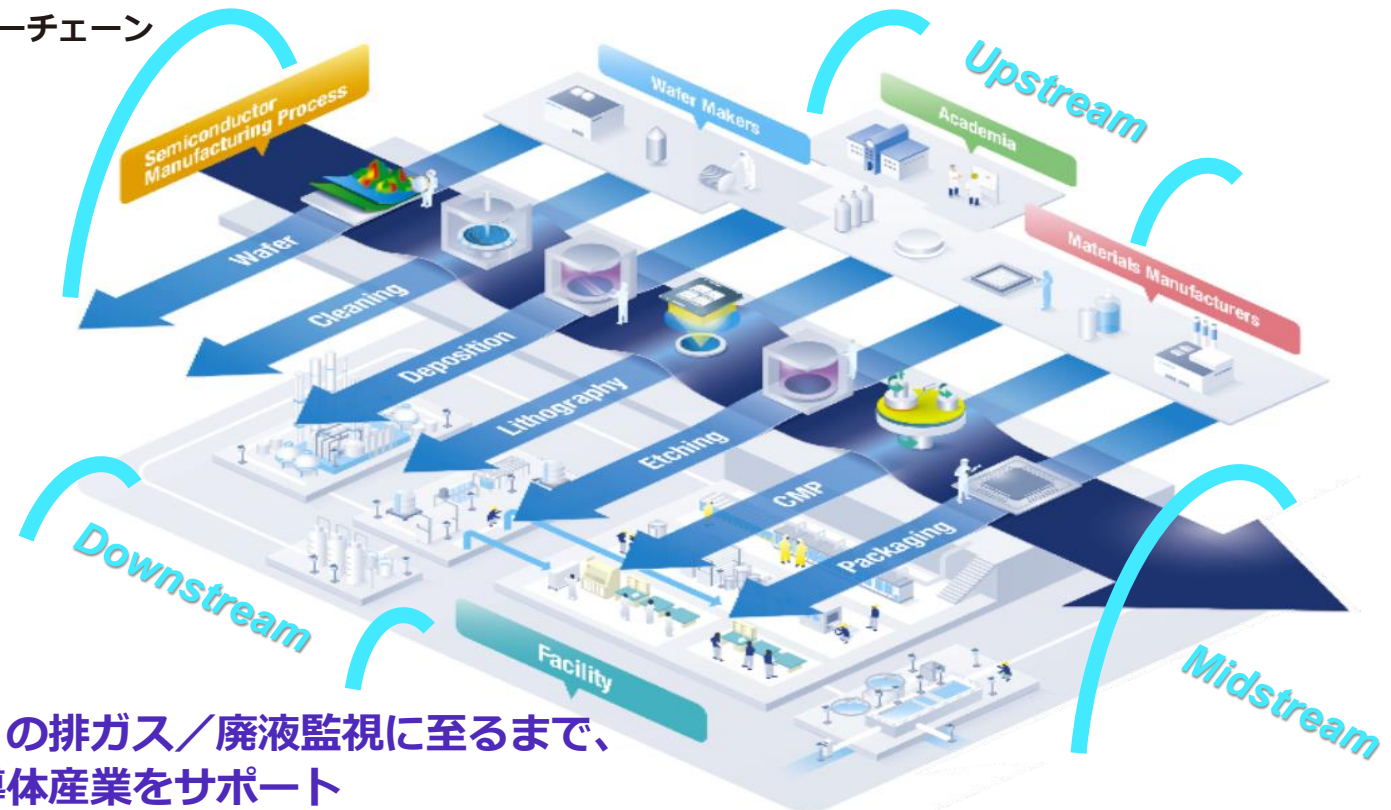 ーチェーン
Upstream
Semiconductor
Manufacturing Process
Wafer Makers
Academia
Materials Manufacturers
Wafer
Cleaning
Deposition
Lithography
Etching
CMP
Packaging
Downstream
Facility
Midstream
の排ガス／廃液監視に至るまで、
体産業をサポート